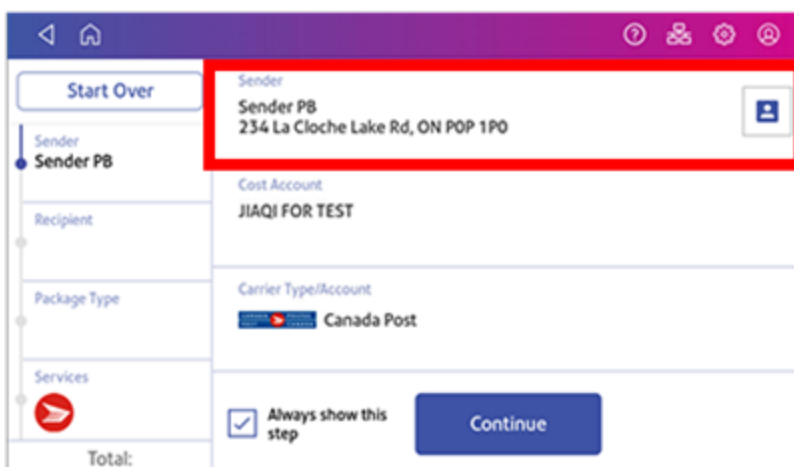 Start Over
Sender
Sender PB
Recipient
Package Type
Services
Total:
Sender
Sender PB
234 La Cloche Lake Rd, ON P0P 1P0
Cost Account
JIAQI FOR TEST
Carrier Type/Account
Canada Post
Always show this
step
Continue